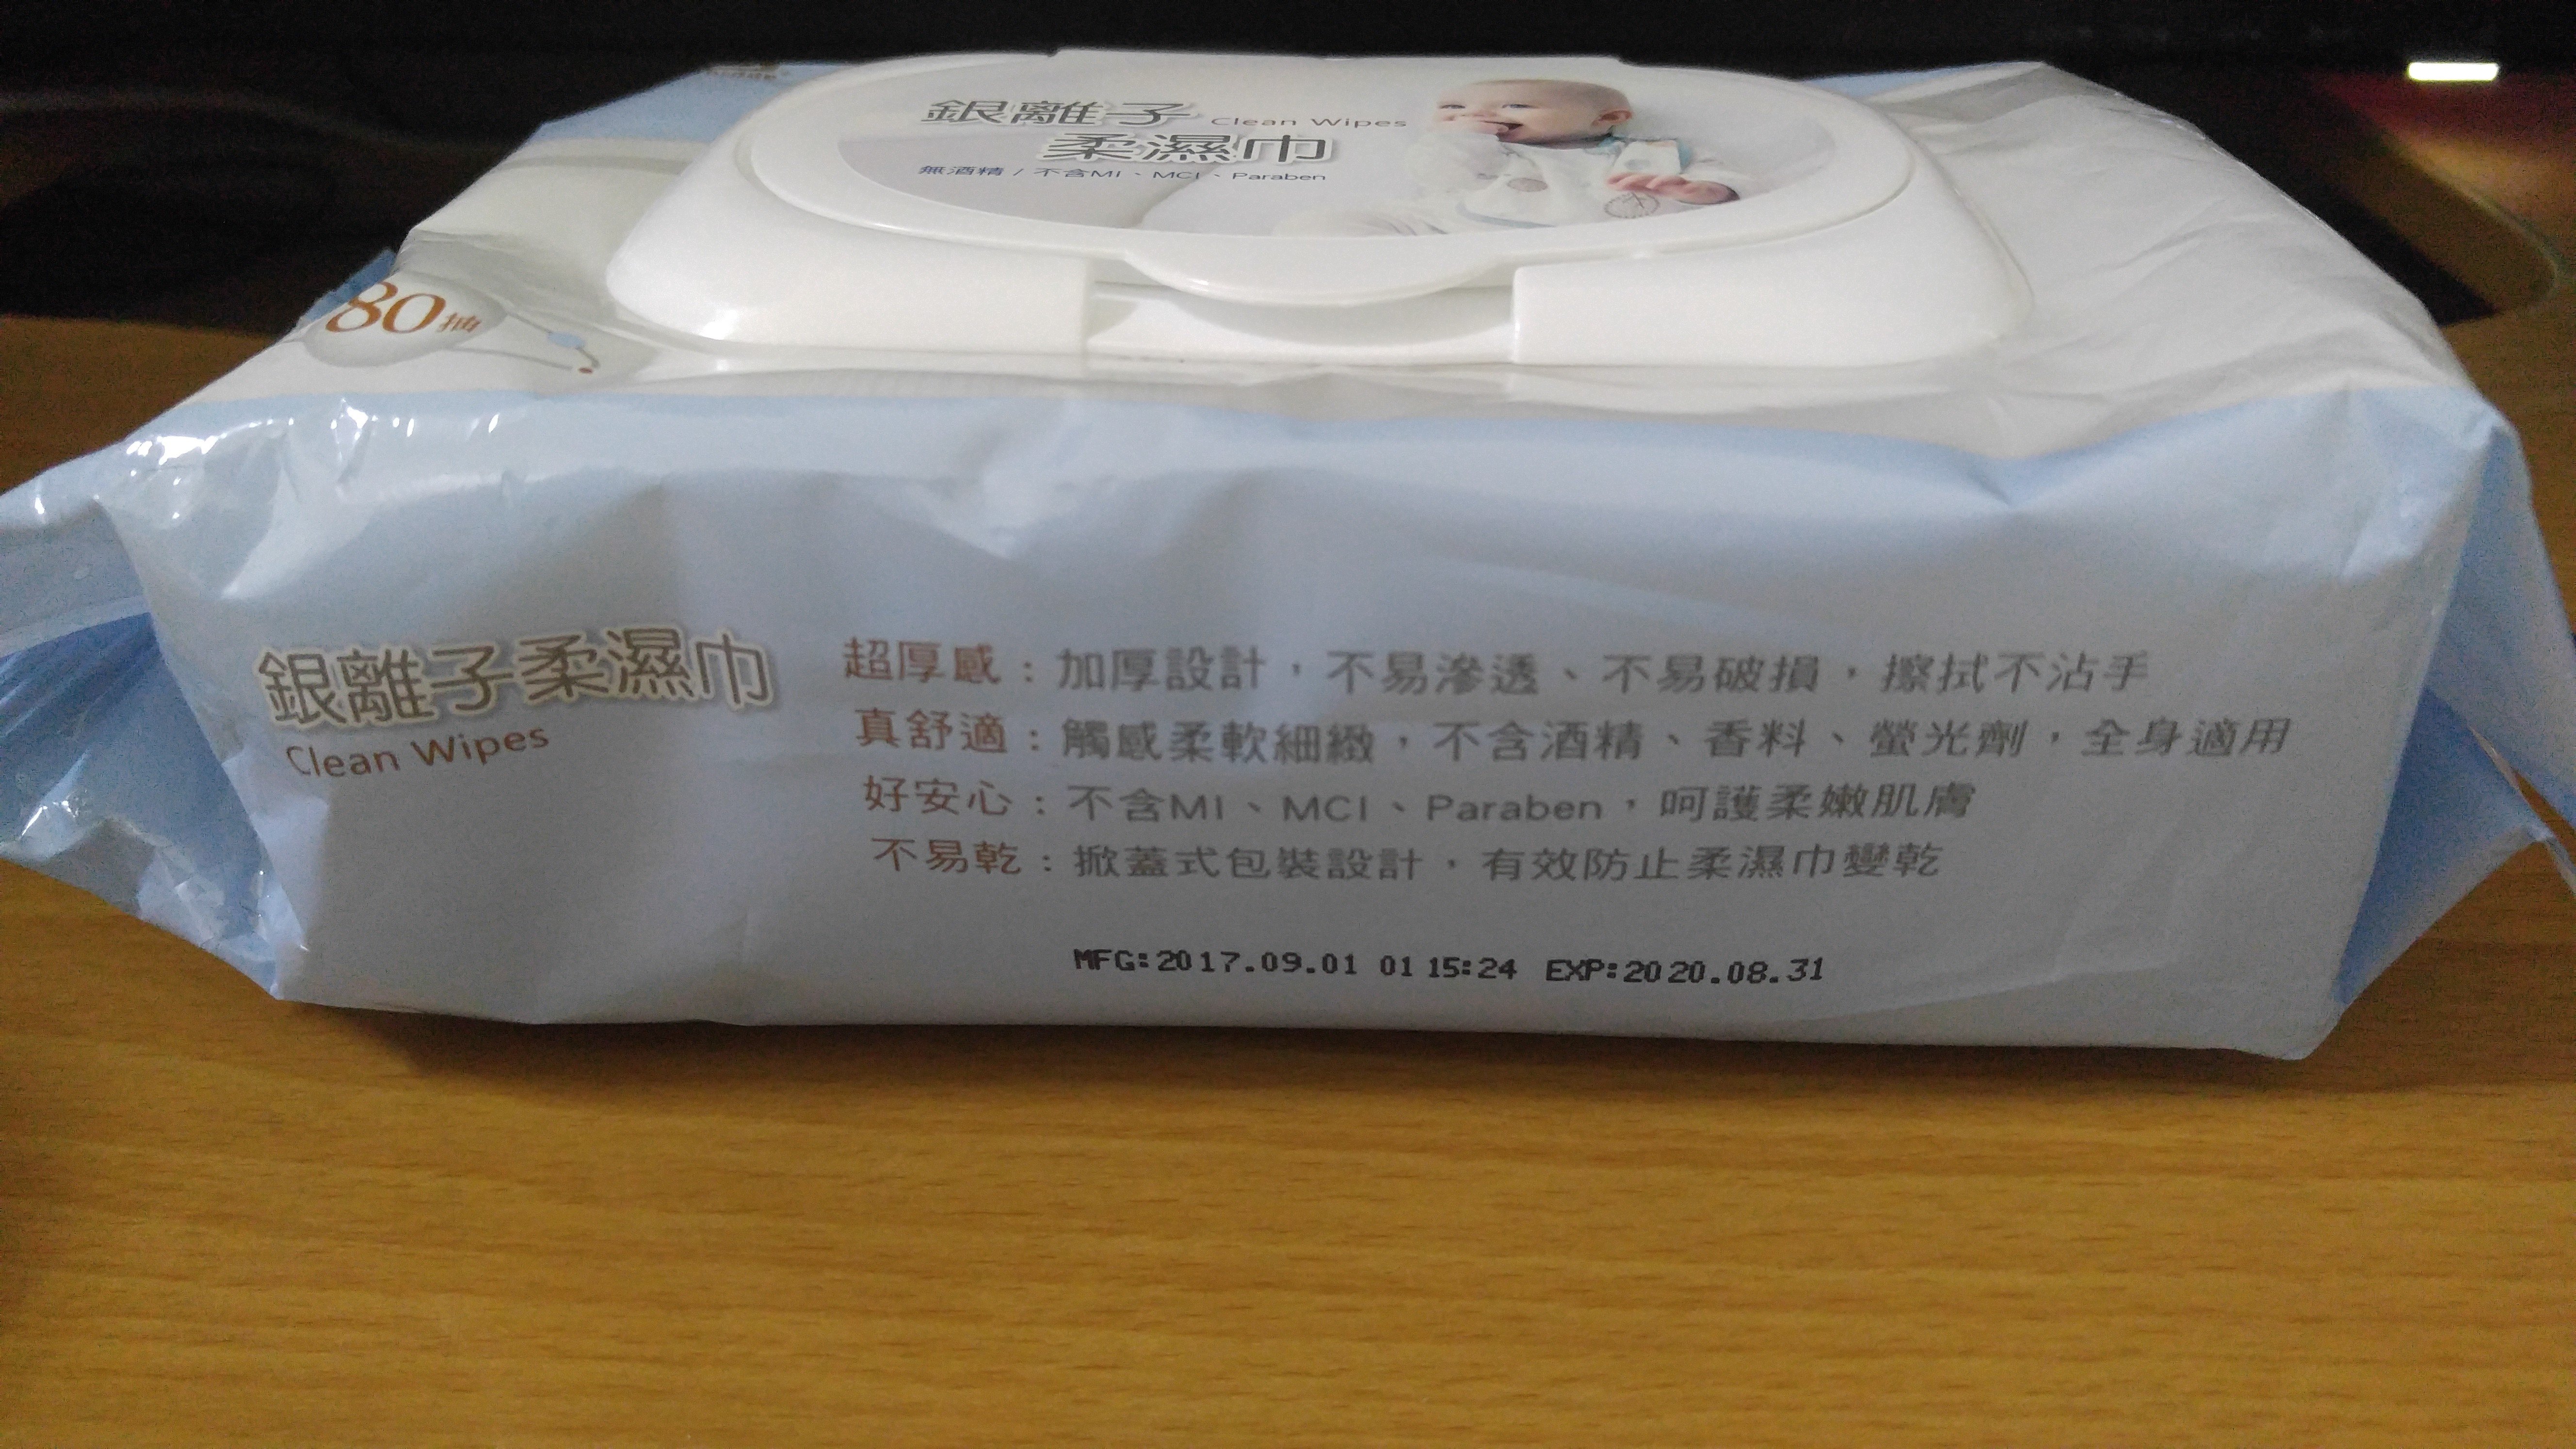 銀離子 Clean Wipes
柔濕巾
無酒精 / 不含MI、MCI、Paraben
80抽
銀離子柔濕巾
Clean Wipes
超厚感：加厚設計，不易滲透、不易破損，擦拭不沾手
真舒適：觸感柔軟細緻，不含酒精、香料、螢光劑，全身適用
好安心：不含MI、MCI、Paraben，呵護柔嫩肌膚
不易乾：掀蓋式包裝設計，有效防止柔濕巾變乾
MFG:2017.09.01 01 15:24 EXP:2020.08.31